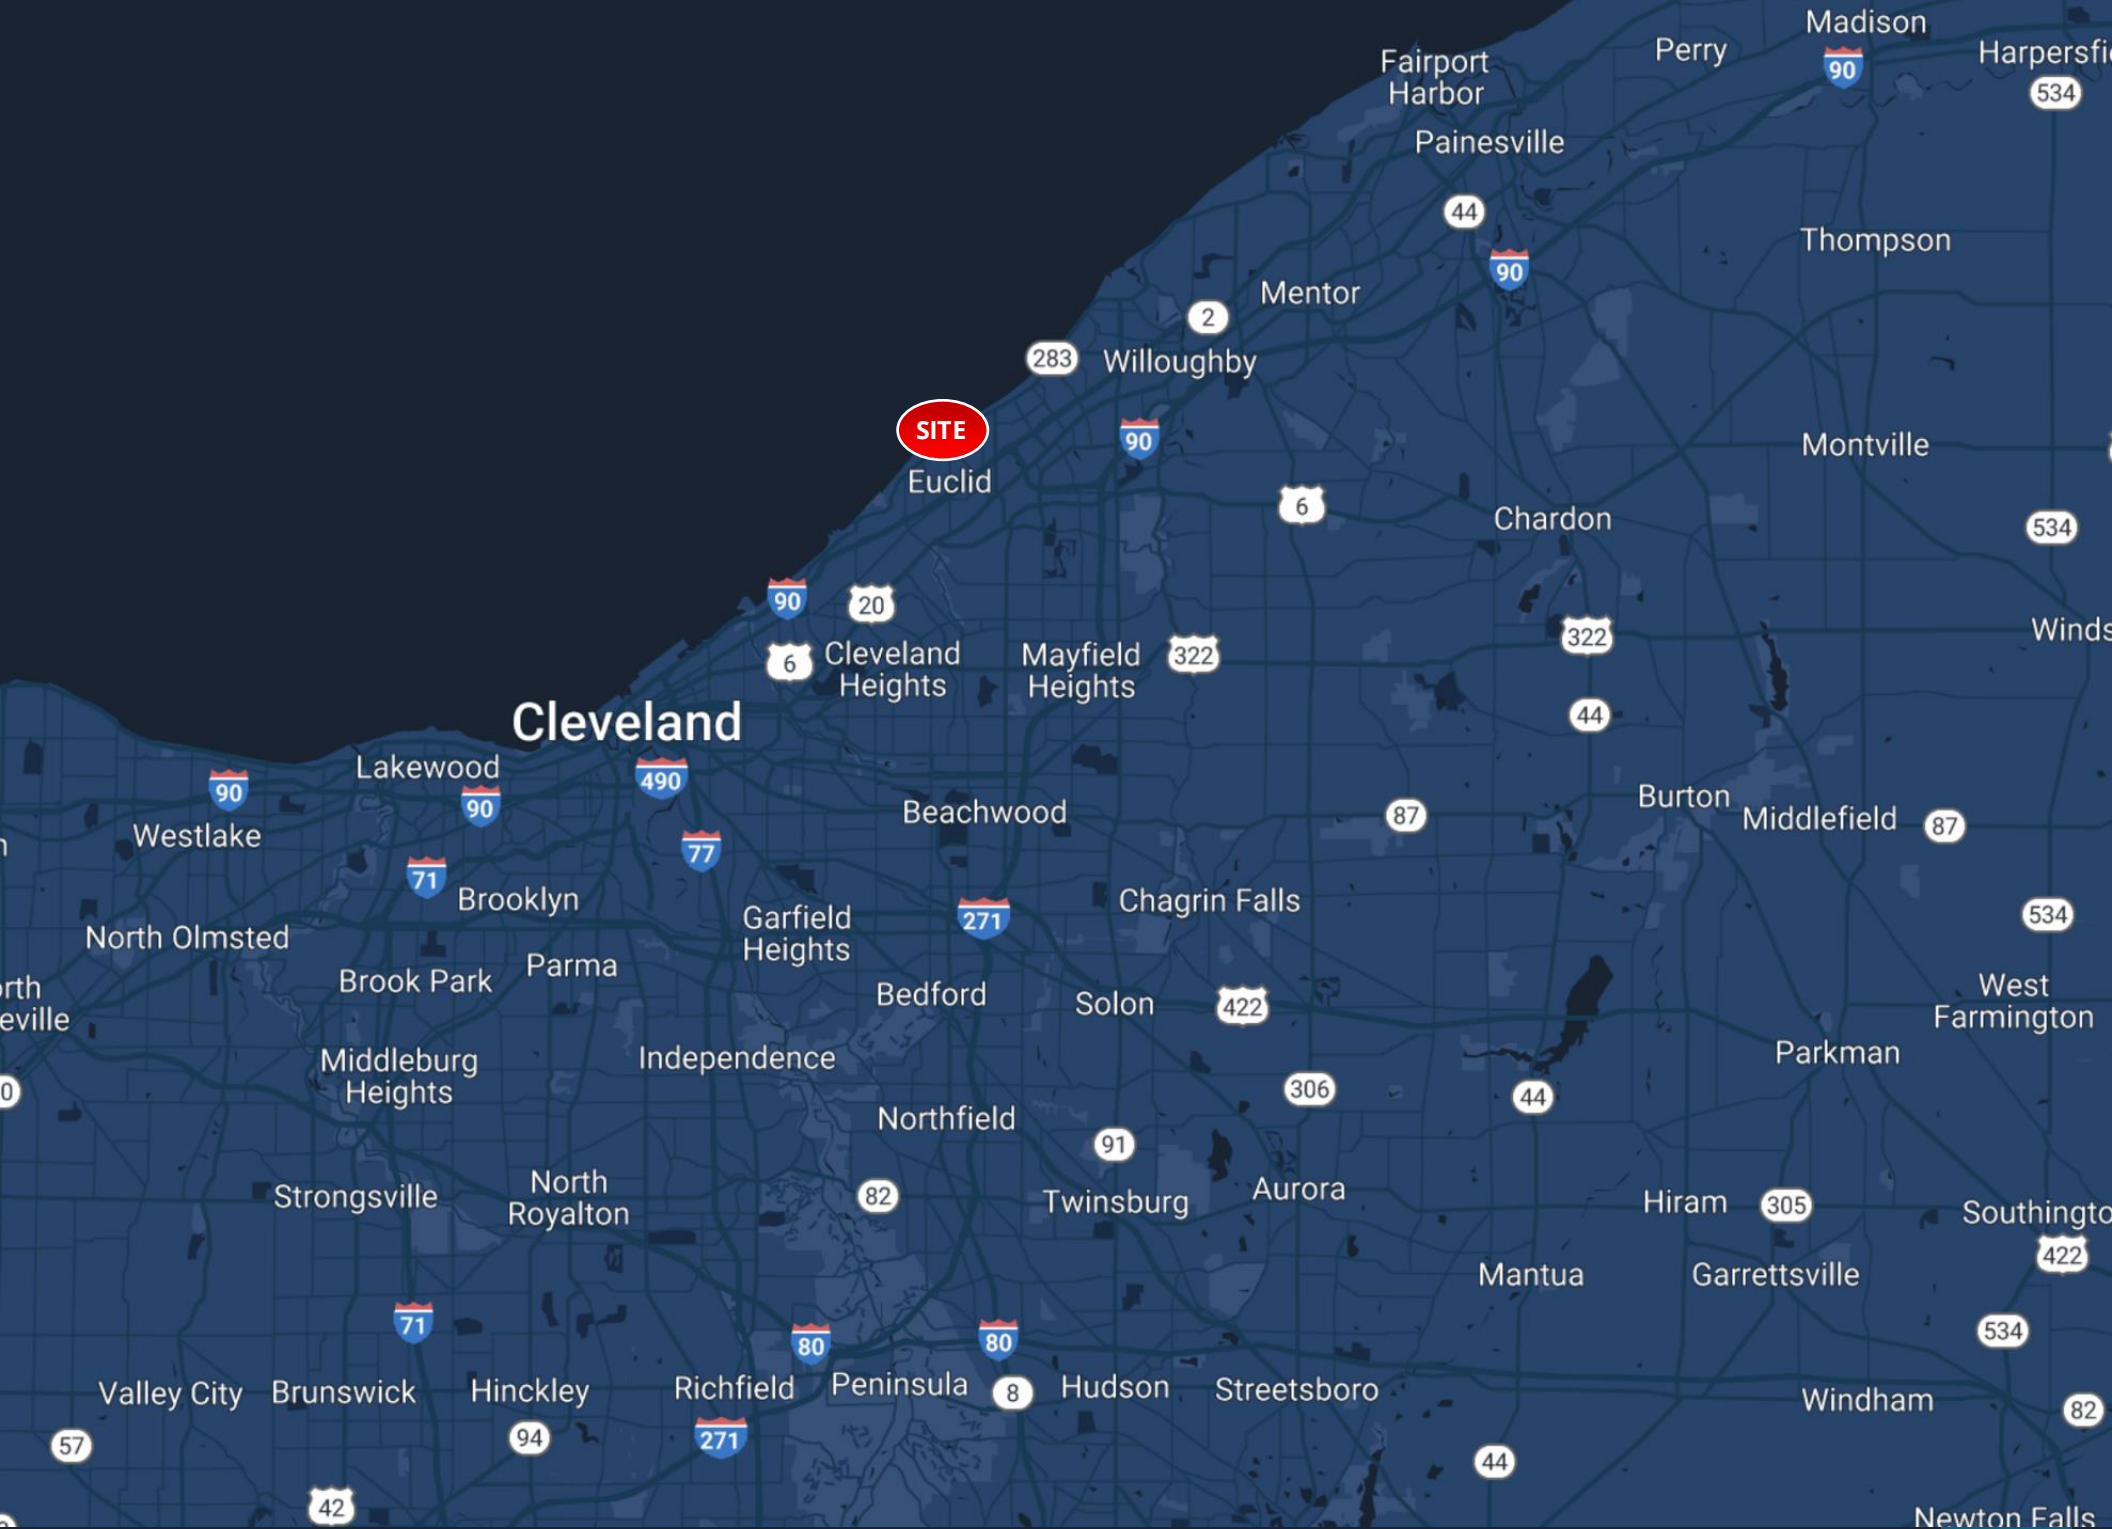 Madison
Perry
Harpersfi
Fairport
Harbor
90
534
Painesville
44
Thompson
90
Mentor
2
283
Willoughby
SITE
90
Montville
Euclid
6
Chardon
534
90
20
Winds
322
Cleveland
Heights
6
Mayfield
Heights
322
44
Cleveland
Lakewood
490
90
90
Burton
Beachwood
87
Middlefield
87
Westlake
77
71
Brooklyn
Chagrin Falls
Garfield
Heights
271
534
North Olmsted
Parma
Brook Park
Bedford
Solon
422
West
Farmington
rth
eville
Independence
Parkman
Middleburg
Heights
0
306
44
Northfield
91
Strongsville
North
Royalton
82
Twinsburg
Aurora
Hiram
305
Southingto
422
Mantua
Garrettsville
71
80
80
534
Valley City
Brunswick
Hinckley
Richfield
Peninsula
8
Hudson
Streetsboro
Windham
82
57
94
271
44
42
Newton Falls